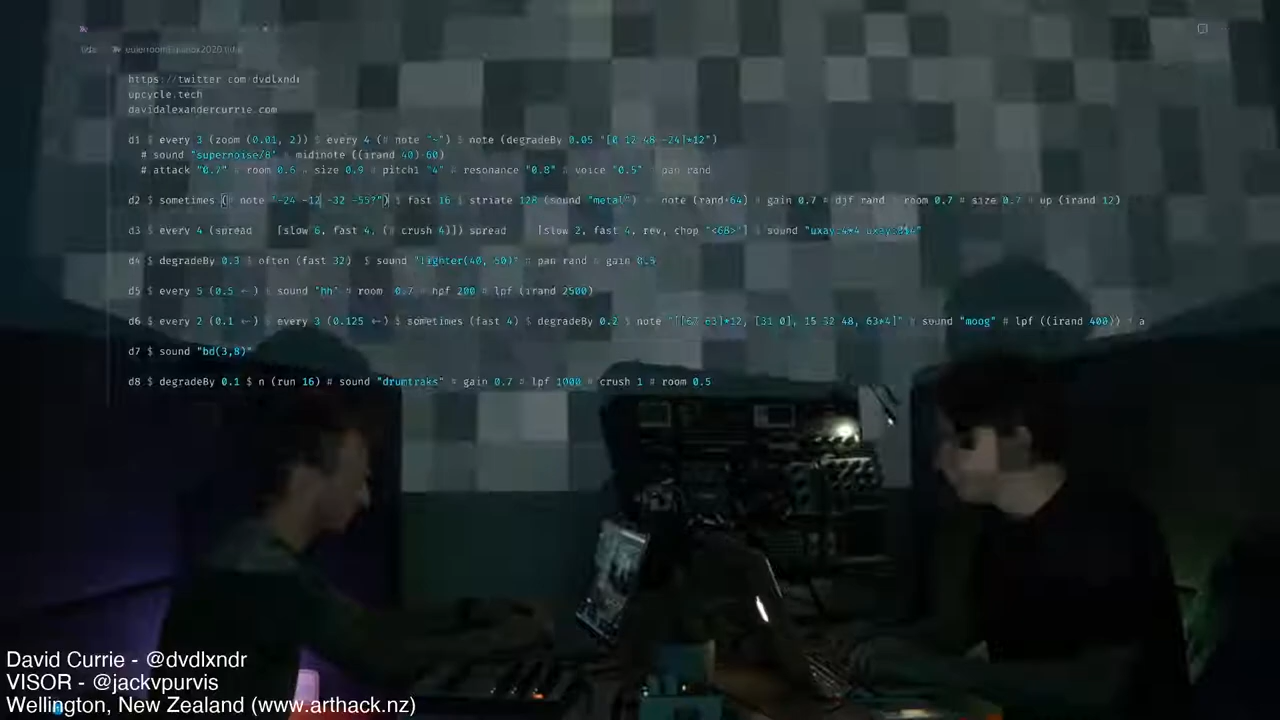 https://twitter com/dvdlxndr
upcycle.tech
davidalexandercurrie.com
d1 $ every 3 (zoom (0.01, 2)) $ every 4 (# note "~") $ note (degradeBy 0.05 "[0 12 48 -24]*12")
# sound "supernoise/8" midinote ((irand 40) 60)
# attack "0.7" # room 0.6 # size 0.9 # pitch1 "4" # resonance "0.8" # voice "0.5" pan rand
d2 $ sometimes (# note "-24 -12 -32 -55?") $ fast 16 $ striate 128 (sound "metal") note (rand*64) # gain 0.7 # djf rand room 0.7 # size 0.7 # up (irand 12)
d3 $ every 4 (spread [slow 6, fast 4, (# crush 4)]) spread [slow 2, fast 4, rev, chop "<68>"] $ sound
d4 $ degradeBy 0.3 $ often (fast 32) $ sound "lighter(40, 50)" # pan rand # gain 0.5
d5 $ every 5 (0.5 <~) $ sound "hh" # room 0.7 # hpf 200 # lpf (irand 2500)
d6 $ every 2 (0.1 <~) $ every 3 (0.125 <~) $ sometimes (fast 4) $ degradeBy 0.2 $ note "[[67 63]*12, [31 0], 15 32 48, 63*4]" # sound "moog" # lpf ((irand 400)) + a
d7 $ sound "bd(3,8)"
d8 $ degradeBy 0.1 $ n (run 16) # sound "drumtraks" # gain 0.7 # lpf 1000 # crush 1 # room 0.5
David Currie - @dvdlxndr
VISOR - @jackvpurvis
Wellington, New Zealand (www.arthack.nz)